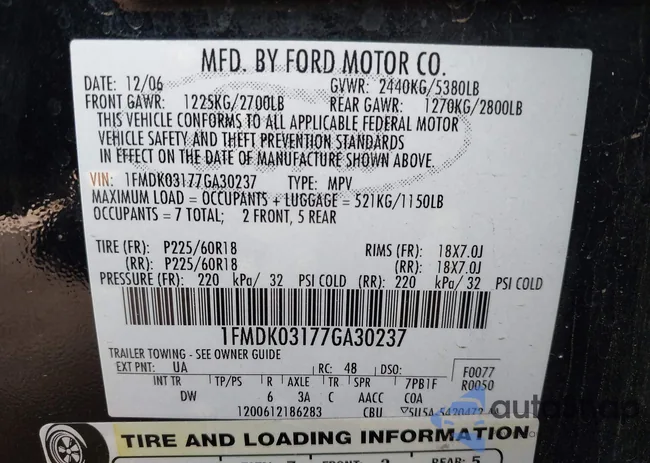 MFD. BY FORD MOTOR CO.
DATE: 12/06 GVWR: 2440KG/5380LB
FRONT GAWR: 1225KG/2700LB REAR GAWR: 1270KG/2800LB
THIS VEHICLE CONFORMS TO ALL APPLICABLE FEDERAL MOTOR
VEHICLE SAFETY AND THEFT PREVENTION STANDARDS
IN EFFECT ON THE DATE OF MANUFACTURE SHOWN ABOVE.
VIN: 1FMDK03177GA30237 TYPE: MPV
MAXIMUM LOAD = OCCUPANTS + LUGGAGE = 521KG/1150LB
OCCUPANTS = 7 TOTAL; 2 FRONT, 5 REAR
TIRE (FR): P225/60R18 RIMS (FR): 18X7.0J
(RR): P225/60R18 (RR): 18X7.0J
PRESSURE (FR): 220 kPa/ 32 PSI COLD (RR): 220 kPa/ 32 PSI COLD
1FMDK03177GA30237
TRAILER TOWING - SEE OWNER GUIDE
EXT PNT: UA RC: 48 DSO: F0077
INT TR TP/PS R AXLE TR SPR 7PB1F R0050
DW 6 3A C AACC COA
1200612186283 CBU
TIRE AND LOADING INFORMATION